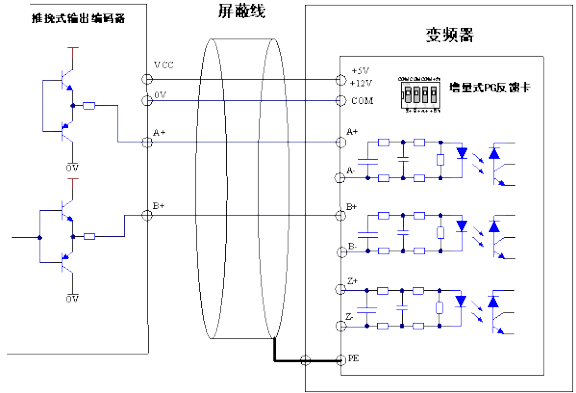 屏蔽线
推挽式输出编码器
变频器
VCC
+5V
+12V
增量式PG反馈卡
0V
COM
A+
A+
0V
A-
B+
B+
B-
0V
Z+
Z-
PE